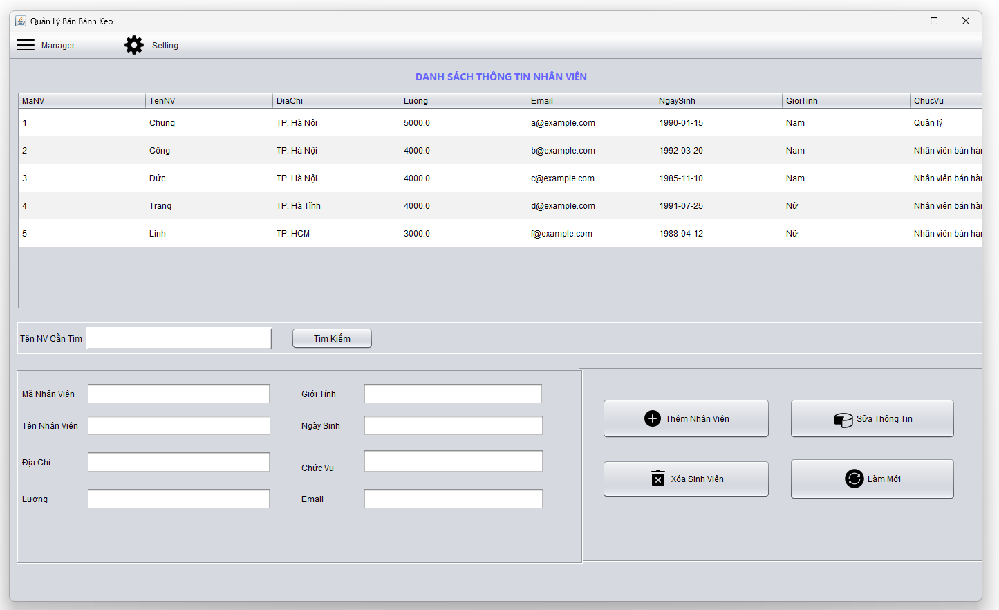 Quản Lý Bán Bánh Kẹo
Manager Setting
DANH SÁCH THÔNG TIN NHÂN VIÊN
MaNV TenNV DiaChi Luong Email NgaySinh GioiTinh ChucVu
1 Chung TP. Hà Nội 5000.0 a@example.com 1990-01-15 Nam Quản lý
2 Công TP. Hà Nội 4000.0 b@example.com 1992-03-20 Nam Nhân viên bán hàn
3 Đức TP. Hà Nội 4000.0 c@example.com 1985-11-10 Nam Nhân viên bán hàn
4 Trang TP. Hà Tĩnh 4000.0 d@example.com 1991-07-25 Nữ Nhân viên bán hàn
5 Linh TP. HCM 3000.0 f@example.com 1988-04-12 Nữ Nhân viên bán hàn
Tên NV Cần Tìm Tìm Kiếm
Mã Nhân Viên Giới Tính
Tên Nhân Viên Ngày Sinh
Địa Chỉ Chức Vụ
Lương Email
Thêm Nhân Viên Sửa Thông Tin
Xóa Sinh Viên Làm Mới